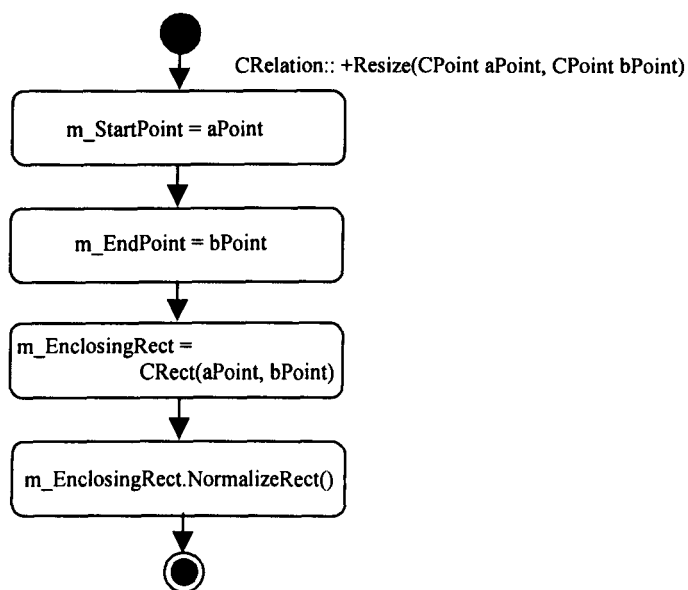 CRelation:: +Resize(CPoint aPoint, CPoint bPoint)
m_StartPoint = aPoint
m_EndPoint = bPoint
m_EnclosingRect =
CRect(aPoint, bPoint)
m_EnclosingRect.NormalizeRect()